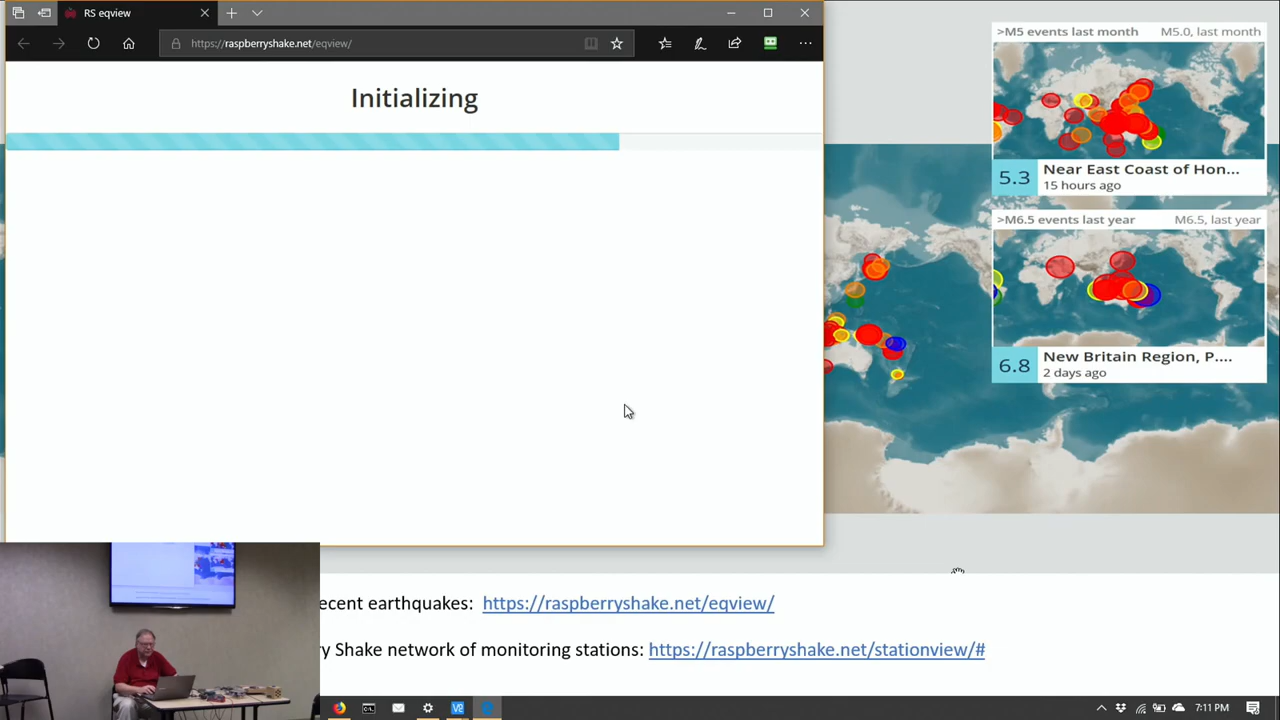 RS eqview
https://raspberryshake.net/eqview/
Initializing
>M5 events last month M5.0, last month
5.3 Near East Coast of Hon...
15 hours ago
>M6.5 events last year M6.5, last year
6.8 New Britain Region, P....
2 days ago
ecent earthquakes: https://raspberryshake.net/eqview/
ry Shake network of monitoring stations: https://raspberryshake.net/stationview/#
7:11 PM